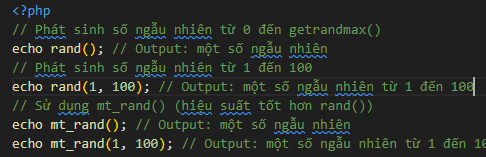 <?php
// Phát sinh số ngẫu nhiên từ 0 đến getrandmax()
echo rand(); // Output: một số ngẫu nhiên
// Phát sinh số ngẫu nhiên từ 1 đến 100
echo rand(1, 100); // Output: một số ngẫu nhiên từ 1 đến 100
// Sử dụng mt_rand() (hiệu suất tốt hơn rand())
echo mt_rand(); // Output: một số ngẫu nhiên
echo mt_rand(1, 100); // Output: một số ngẫu nhiên từ 1 đến